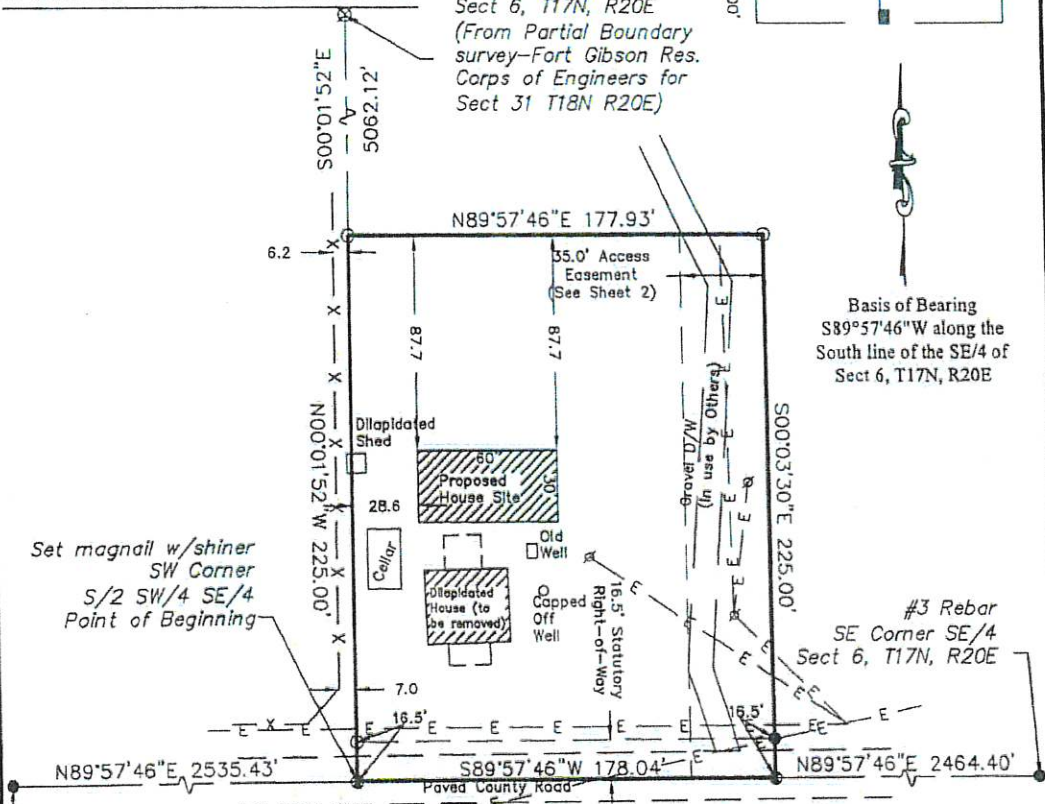 Sect 6, T17N, R20E
(From Partial Boundary
survey-Fort Gibson Res.
Corps of Engineers for
Sect 31 T18N R20E)
S00°01'52"E
5062.12'
N89°57'46"E 177.93'
6.2
35.0' Access
Easement
(See Sheet 2)
Basis of Bearing
S89°57'46"W along the
South line of the SE/4 of
Sect 6, T17N, R20E
87.7
87.7
X
X
X
X
X
X
X
N00°01'52"W 225.00'
Dilapidated
Shed
60'
Proposed
House Site
30'
28.6
Gravel D/W
(In use by Others)
E
E
E
E
E
S00°03'30"E 225.00'
Set magnail w/shiner
SW Corner
S/2 SW/4 SE/4
Point of Beginning
Cellar
Old
Well
Dilapidated
House (to
be removed)
Capped
Off
Well
16.5' Statutory
Right-of-Way
E
E
E
E
E
#3 Rebar
SE Corner SE/4
Sect 6, T17N, R20E
7.0
16.5'
16.5'
E X E E E E E E E E E E
N89°57'46"E 2535.43'
S89°57'46"W 178.04'
E
N89°57'46"E 2464.40'
Paved County Road